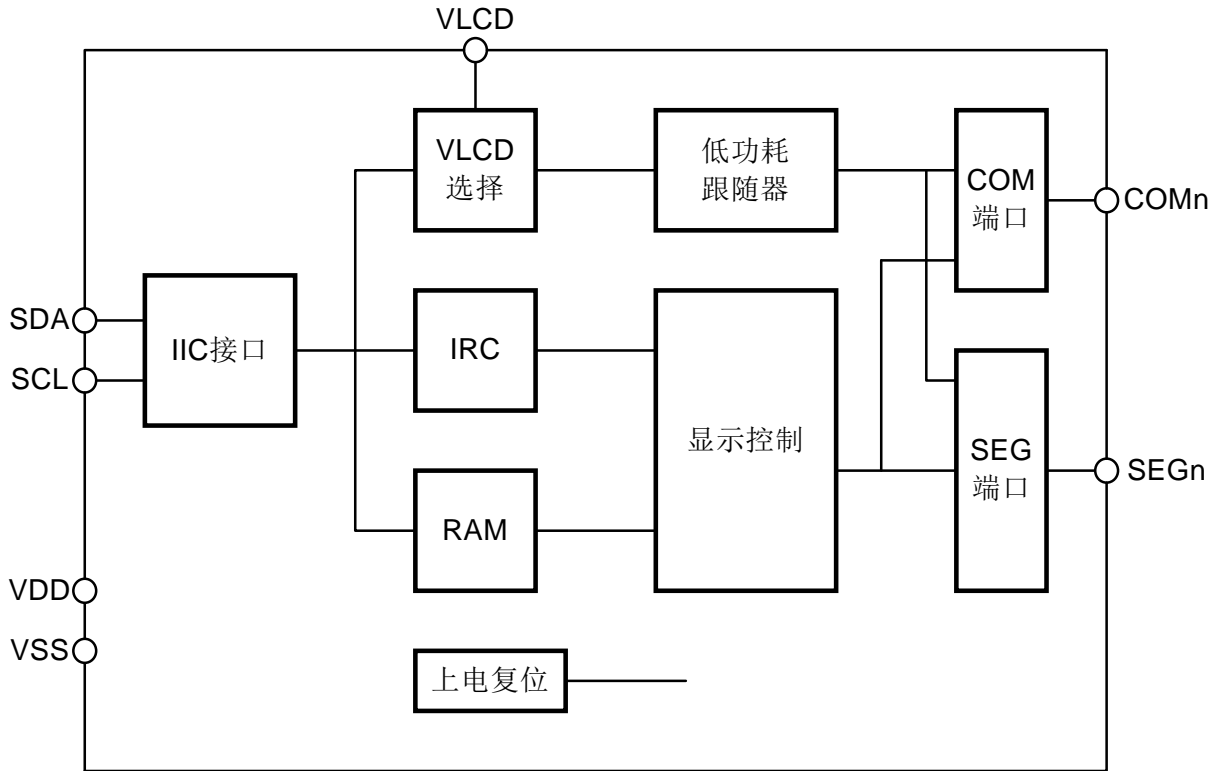 VLCD
VLCD
选择
低功耗
跟随器
COM
端口
COMn
SDA
SCL
IIC接口
IRC
显示控制
SEG
端口
SEGn
RAM
VDD
VSS
上电复位